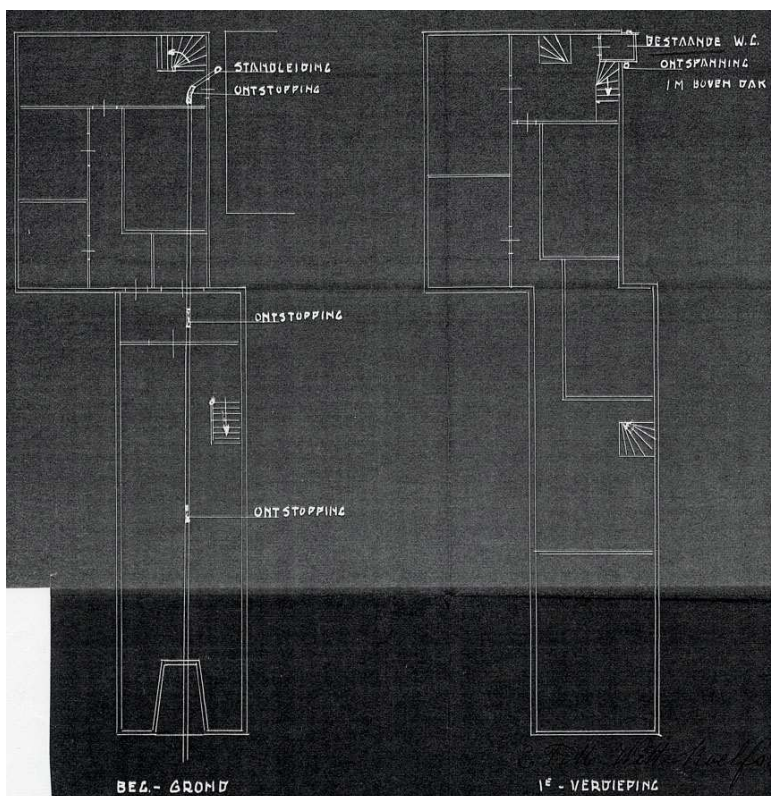 STANDLEIDING
ONTSTOPPING
ONTSTOPPING
ONTSTOPPING
BEG.- GROND
BESTAANDE W.C.
ONTSPANNING
1 M BOVEN DAK
1E - VERDIEPING